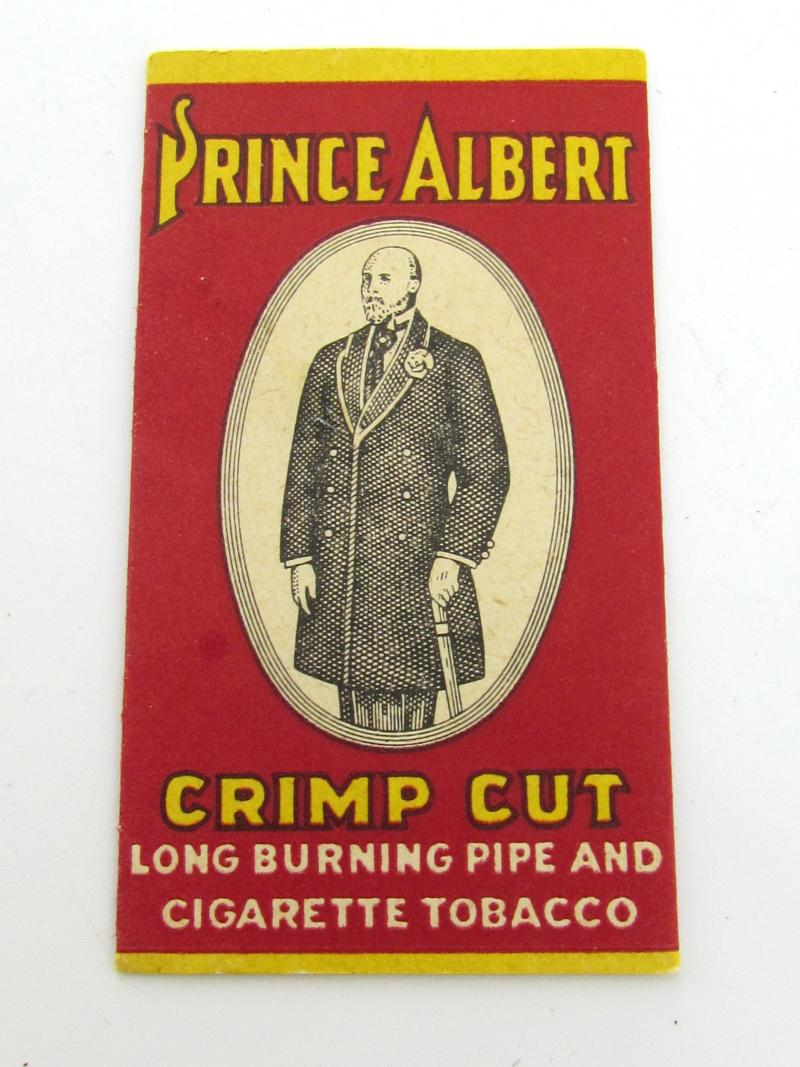 PRINCE ALBERT
CRIMP CUT
LONG BURNING PIPE AND
CIGARETTE TOBACCO